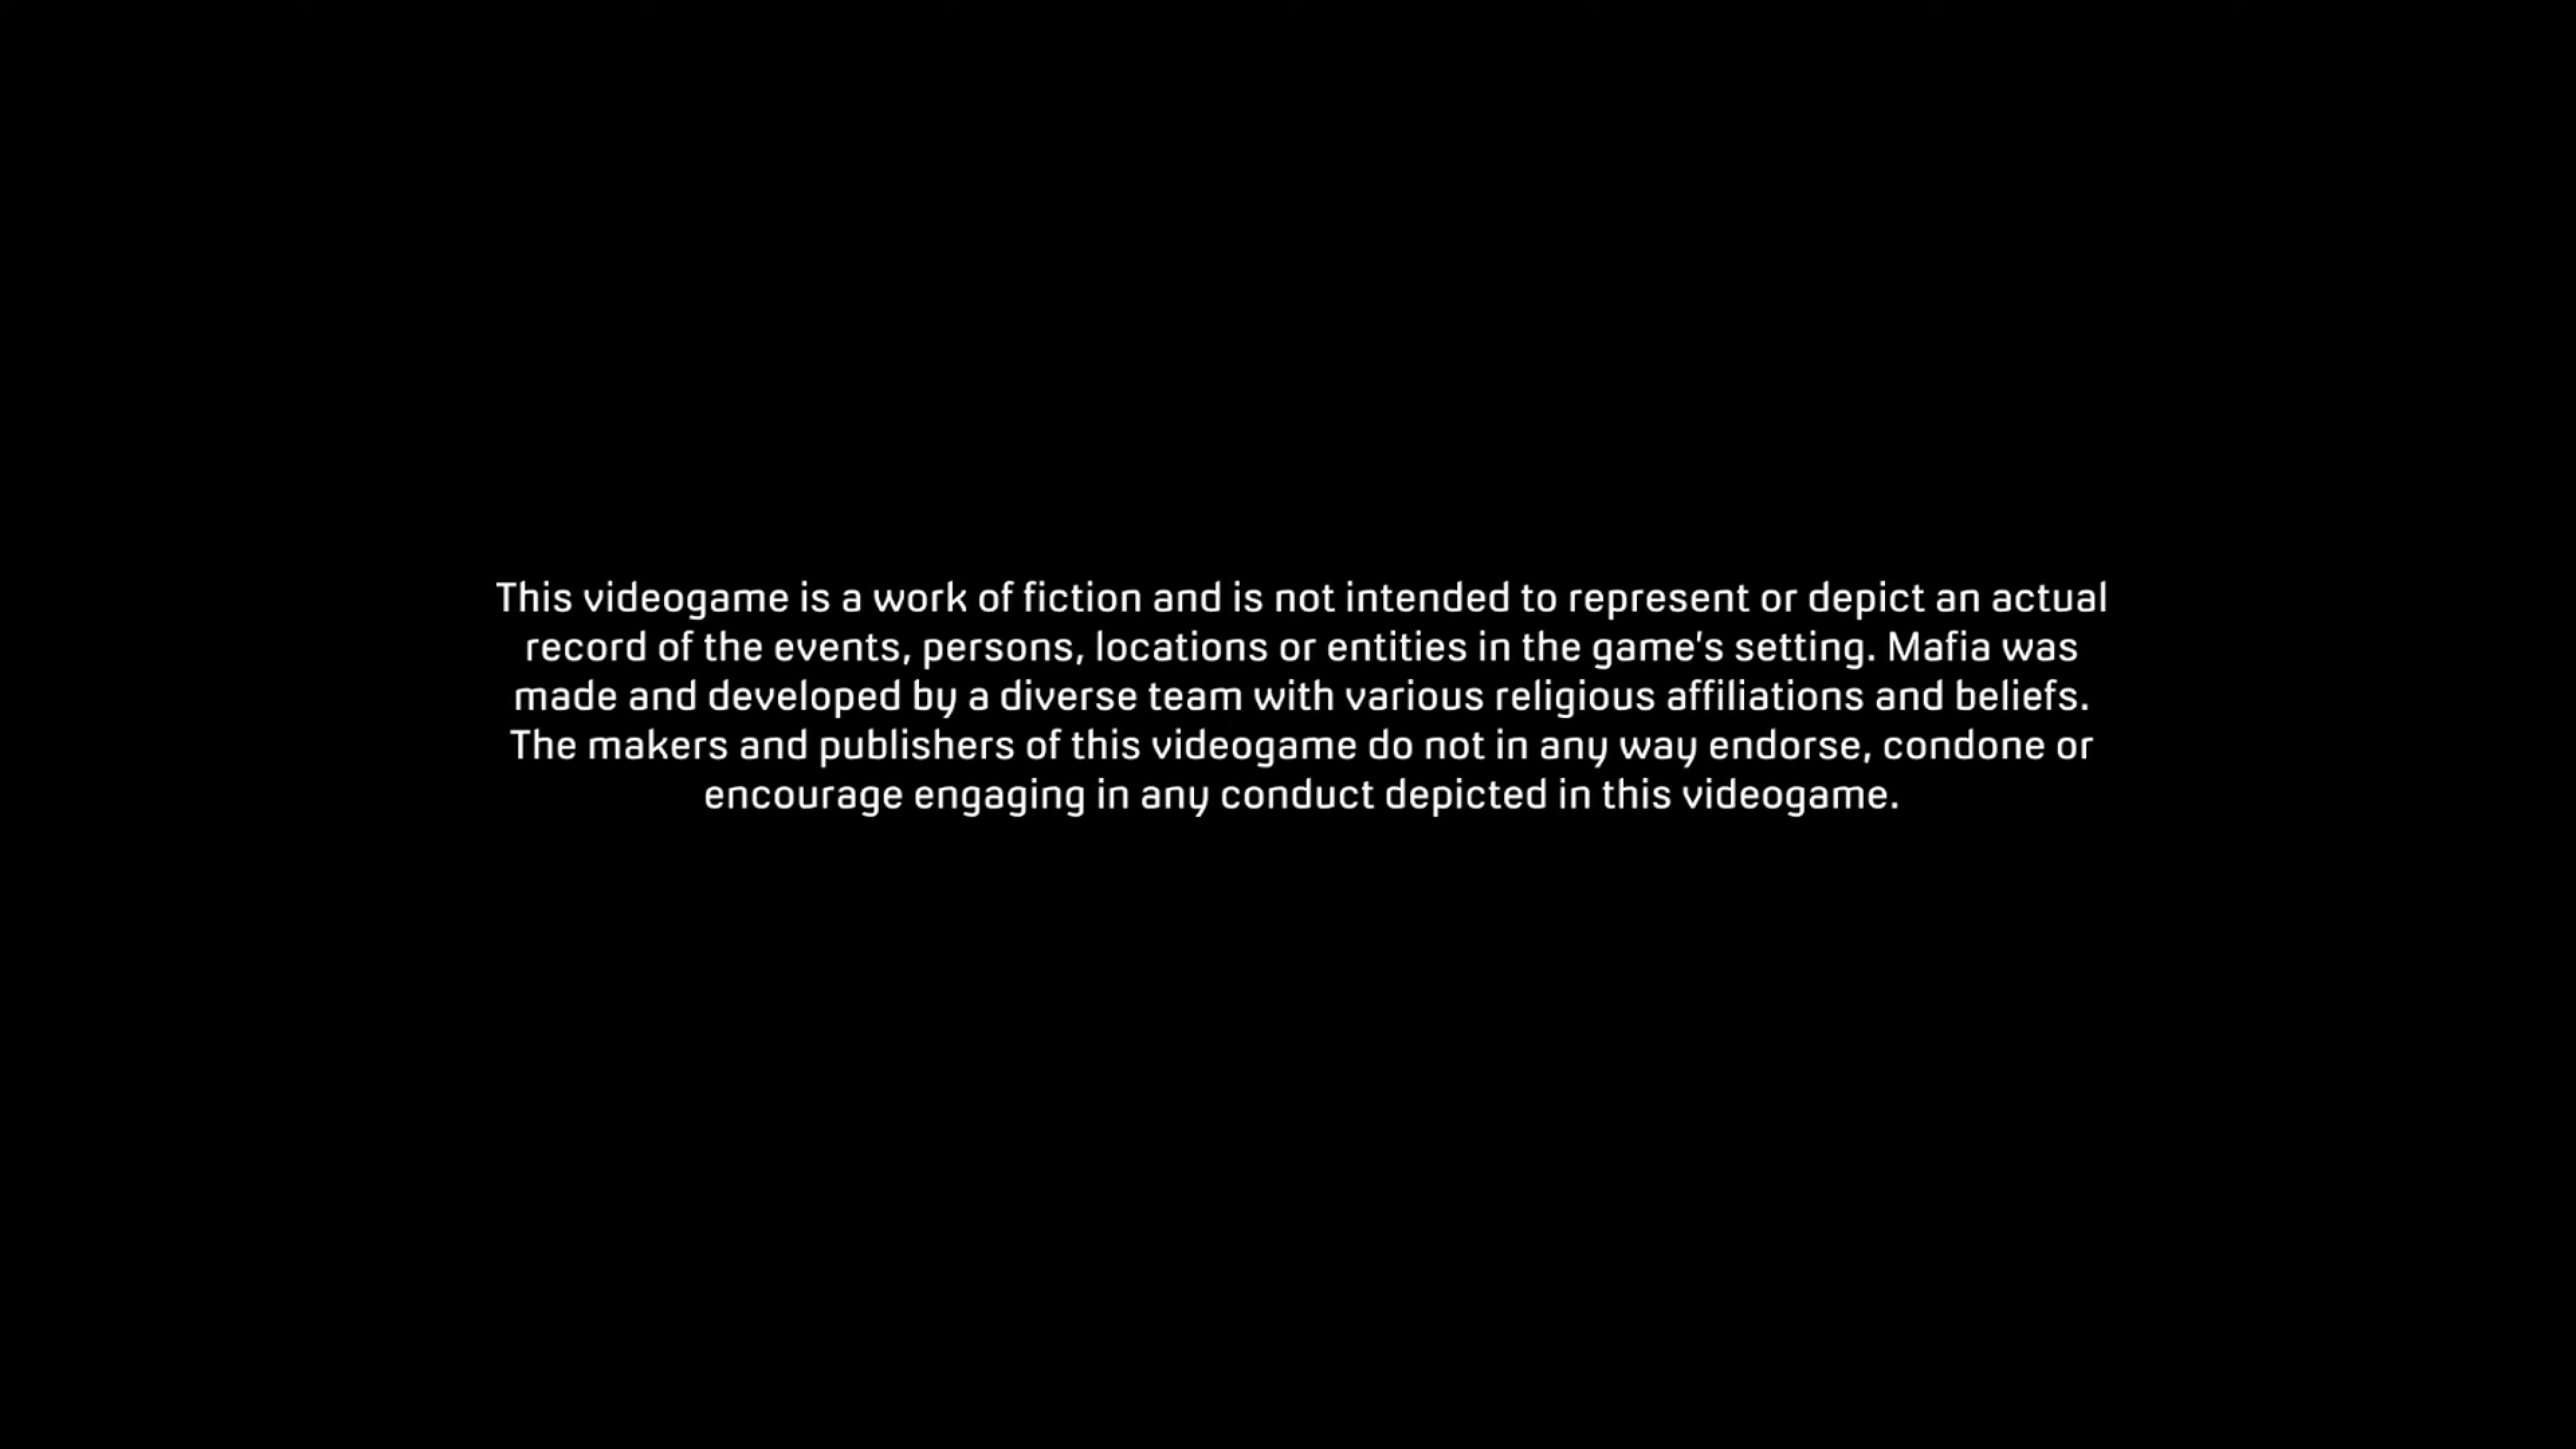 This videogame is a work of fiction and is not intended to represent or depict an actual
record of the events, persons, locations or entities in the game's setting. Mafia was
made and developed by a diverse team with various religious affiliations and beliefs.
The makers and publishers of this videogame do not in any way endorse, condone or
encourage engaging in any conduct depicted in this videogame.